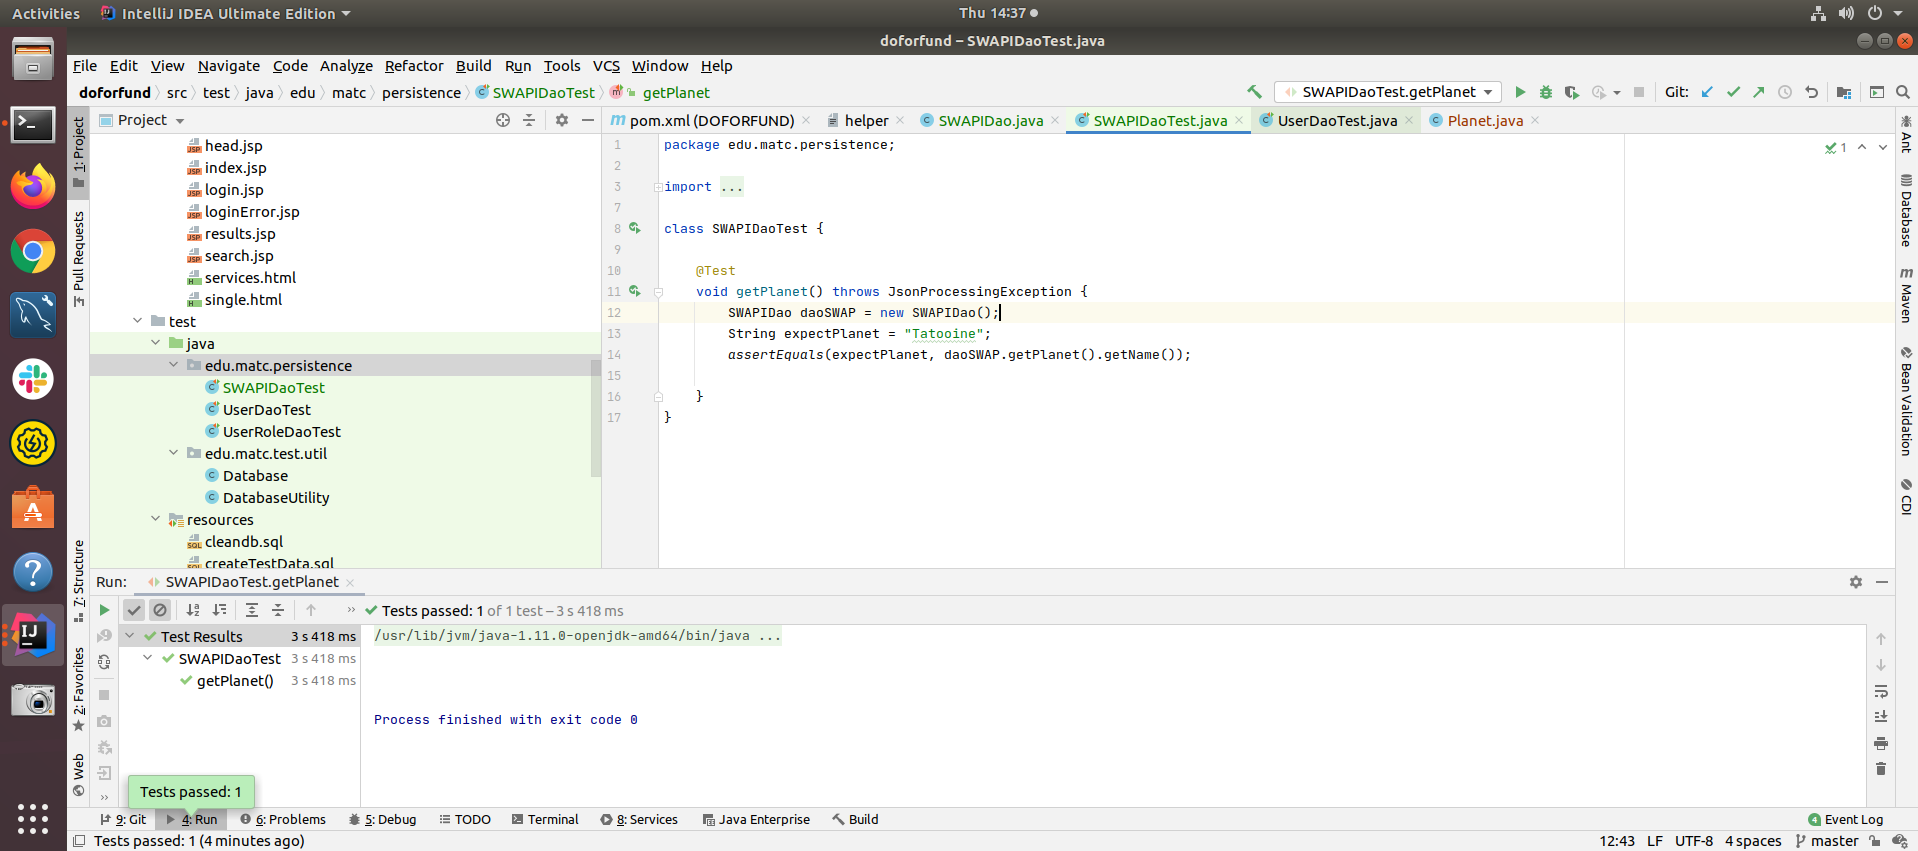 Activities IntelliJ IDEA Ultimate Edition Thu 14:37
doforfund – SWAPIDaoTest.java
File Edit View Navigate Code Analyze Refactor Build Run Tools VCS Window Help
doforfund src test java edu matc persistence SWAPIDaoTest getPlanet SWAPIDaoTest.getPlanet Git:
Project
pom.xml (DOFORFUND) helper SWAPIDao.java SWAPIDaoTest.java UserDaoTest.java Planet.java
1: Project
Pull Requests
7: Structure
2: Favorites
Web
head.jsp
index.jsp
login.jsp
loginError.jsp
results.jsp
search.jsp
services.html
single.html
test
java
edu.matc.persistence
SWAPIDaoTest
UserDaoTest
UserRoleDaoTest
edu.matc.test.util
Database
DatabaseUtility
resources
cleandb.sql
createTestData.sql
1 package edu.matc.persistence;
2
3 import ...
7
8 class SWAPIDaoTest {
9
10 @Test
11 void getPlanet() throws JsonProcessingException {
12 SWAPIDao daoSWAP = new SWAPIDao();
13 String expectPlanet = "Tatooine";
14 assertEquals(expectPlanet, daoSWAP.getPlanet().getName());
15
16 }
17 }
1
Ant
Database
Maven
Bean Validation
CDI
Run: SWAPIDaoTest.getPlanet
Tests passed: 1 of 1 test – 3 s 418 ms
Test Results 3 s 418 ms
SWAPIDaoTest 3 s 418 ms
getPlanet() 3 s 418 ms
/usr/lib/jvm/java-1.11.0-openjdk-amd64/bin/java ...
Process finished with exit code 0
Tests passed: 1
9: Git 4: Run 6: Problems 5: Debug TODO Terminal 8: Services Java Enterprise Build 4 Event Log
Tests passed: 1 (4 minutes ago) 12:43 LF UTF-8 4 spaces master